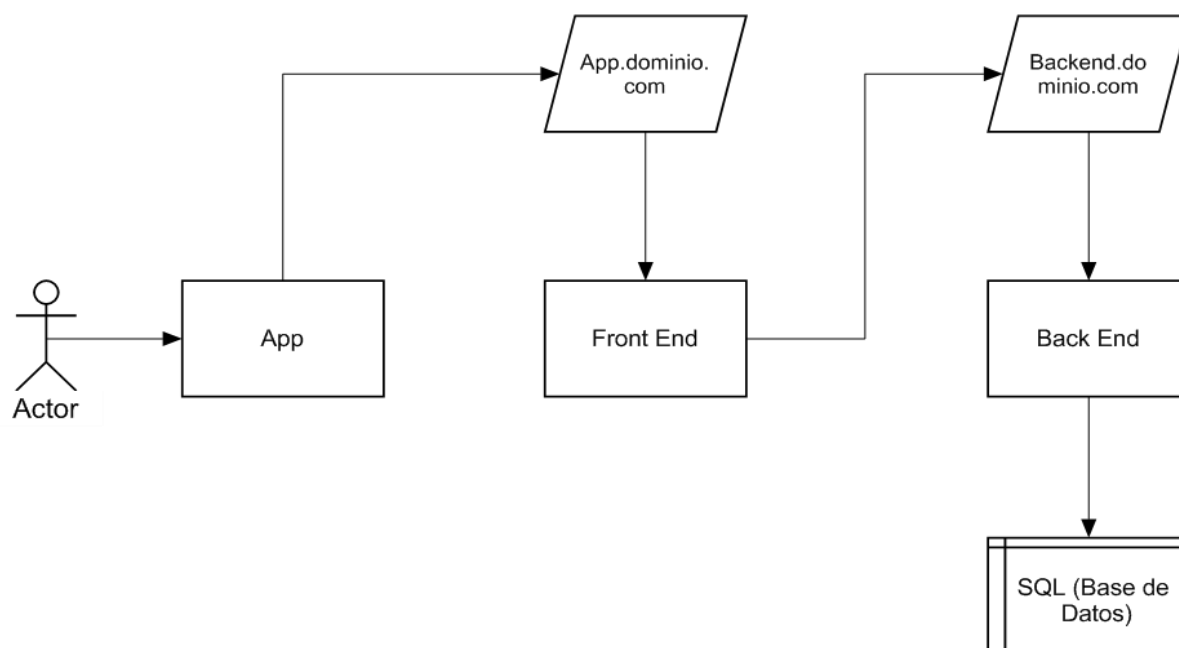 App.dominio.
com
Backend.do
minio.com
App
Front End
Back End
Actor
SQL (Base de
Datos)